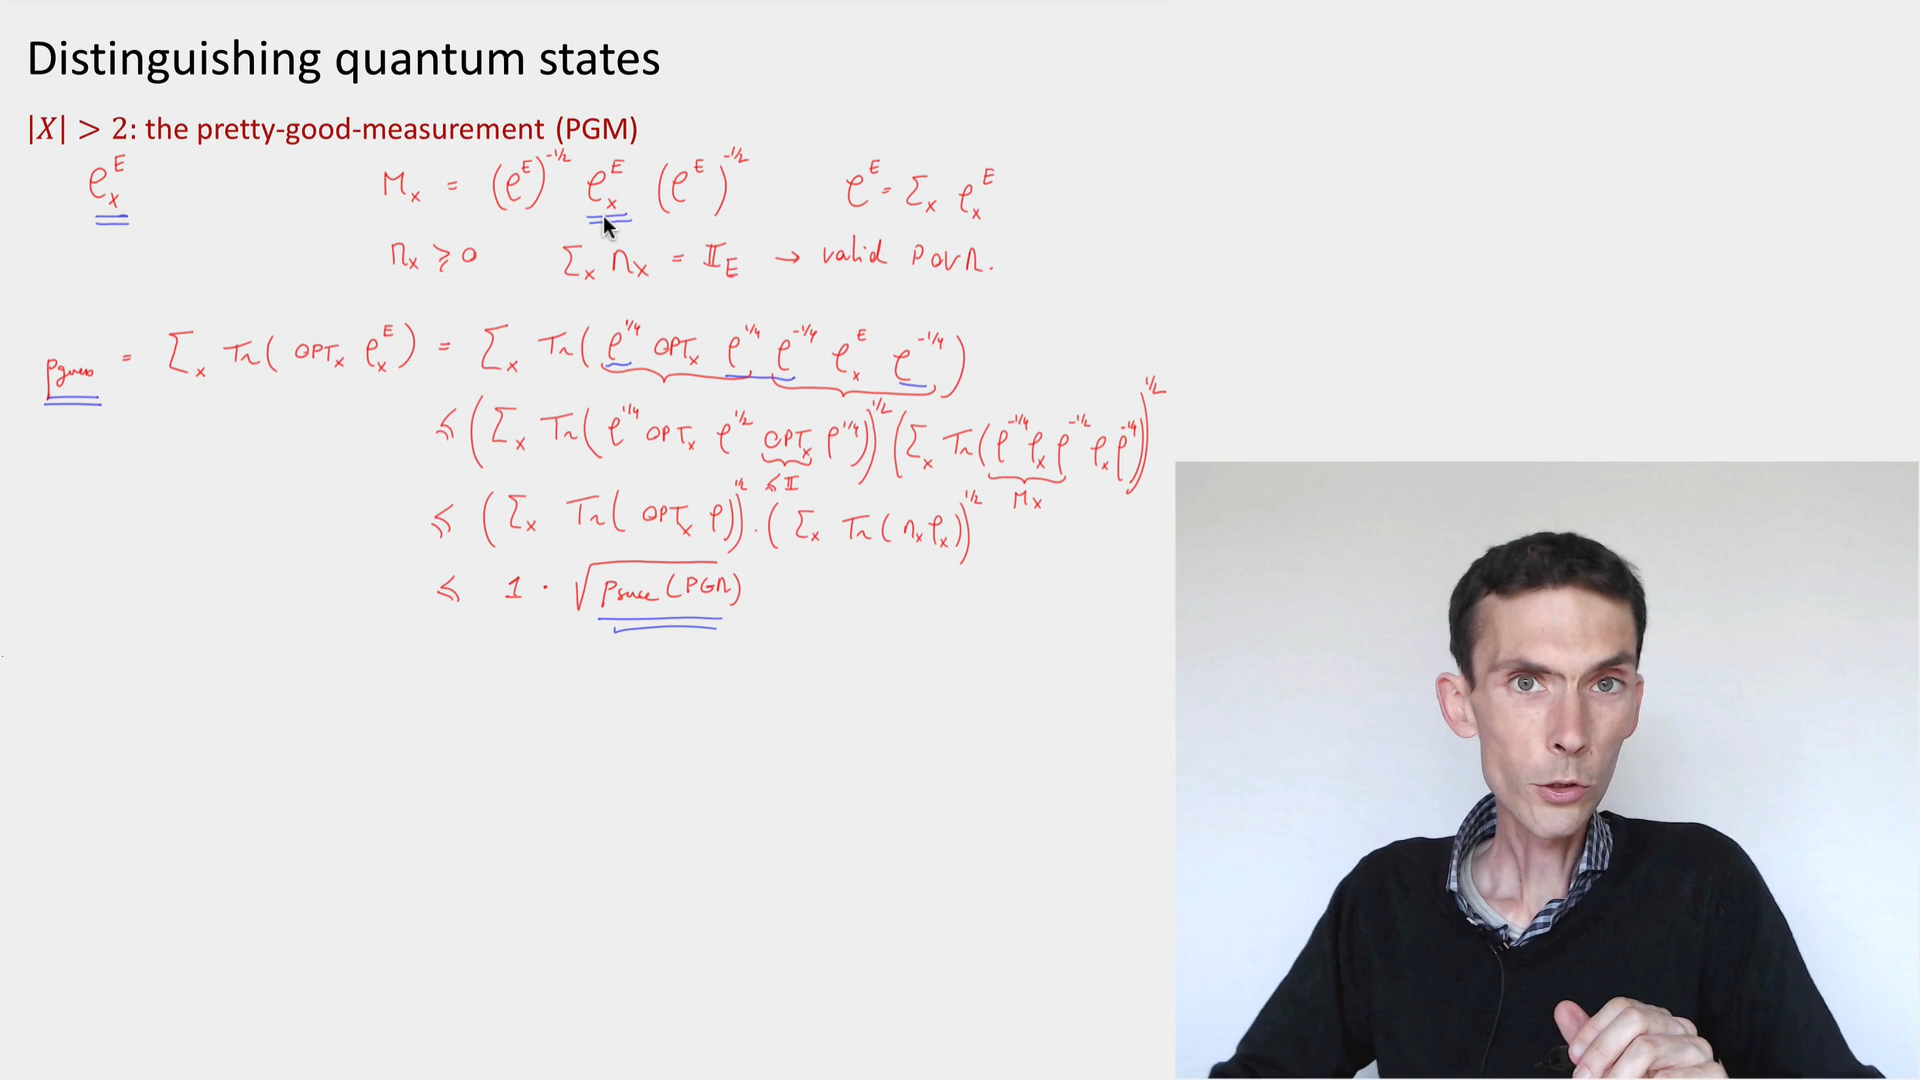 Distinguishing quantum states
|X| > 2: the pretty-good-measurement (PGM)
ρ_x^E    M_x = (ρ^E)^{-1/2} ρ_x^E (ρ^E)^{-1/2}    ρ^E = Σ_x ρ_x^E
M_x ⩾ 0    Σ_x M_x = 𝕀_E → valid POVM.
P_guess = Σ_x Tr( OPT_x ρ_x^E ) = Σ_x Tr( ρ^{1/4} OPT_x ρ^{1/4} ρ^{-1/4} ρ_x^E ρ^{-1/4} )
⩽ ( Σ_x Tr( ρ^{1/4} OPT_x ρ^{1/2} OPT_x ρ^{1/4} ) )^{1/2} ( Σ_x Tr( ρ^{-1/4} ρ_x ρ^{-1/2} ρ_x ρ^{-1/4} ) )^{1/2}
⩽ 𝕀    M_x
⩽ ( Σ_x Tr( OPT_x ρ ) )^{1/2} · ( Σ_x Tr( M_x ρ_x ) )^{1/2}
⩽ 1 · √ P_succ (PGM)